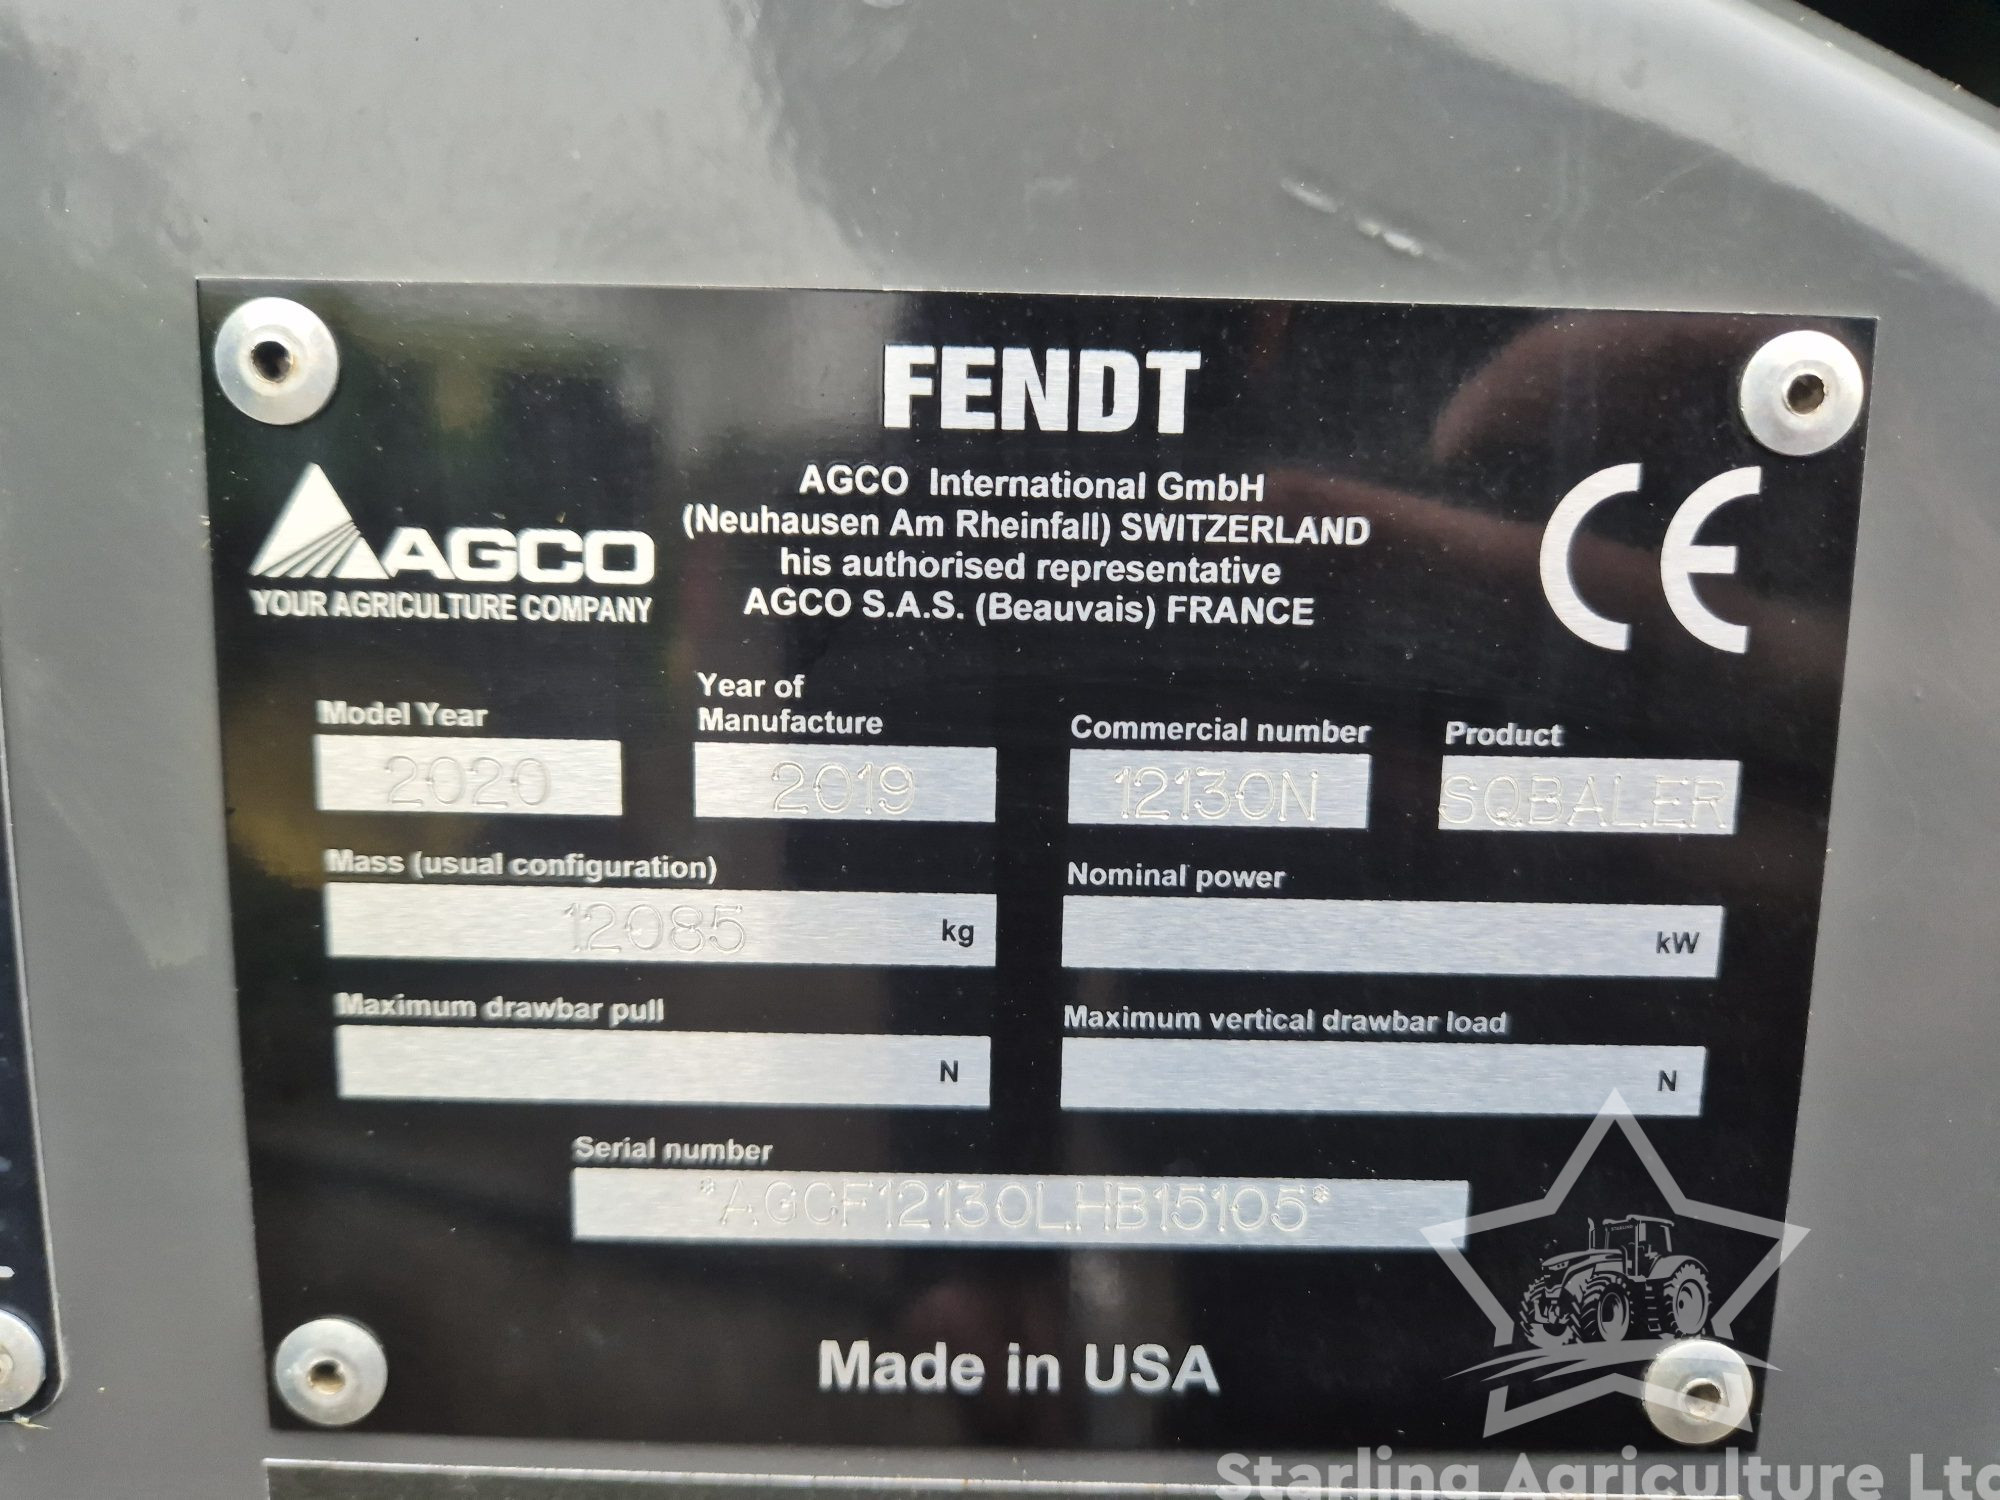 FENDT
AGCO
YOUR AGRICULTURE COMPANY
AGCO International GmbH
(Neuhausen Am Rheinfall) SWITZERLAND
his authorised representative
AGCO S.A.S. (Beauvais) FRANCE
CE
Model Year
2020
Year of
Manufacture
2019
Commercial number
12130N
Product
SQBALER
Mass (usual configuration)
12085 kg
Nominal power
kW
Maximum drawbar pull
N
Maximum vertical drawbar load
N
Serial number
*AGCF12130LHB15105*
Made in USA
Starling Agriculture Ltd